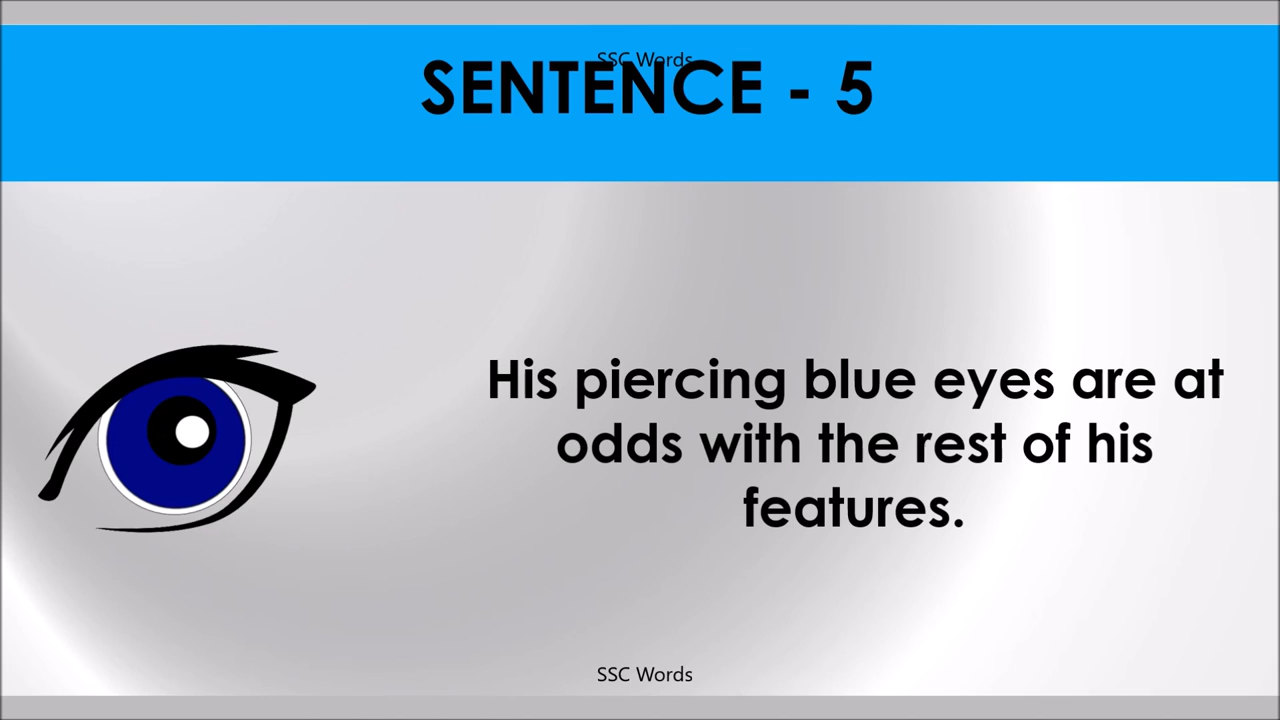 SSC Words
SENTENCE - 5
His piercing blue eyes are at
odds with the rest of his
features.
SSC Words